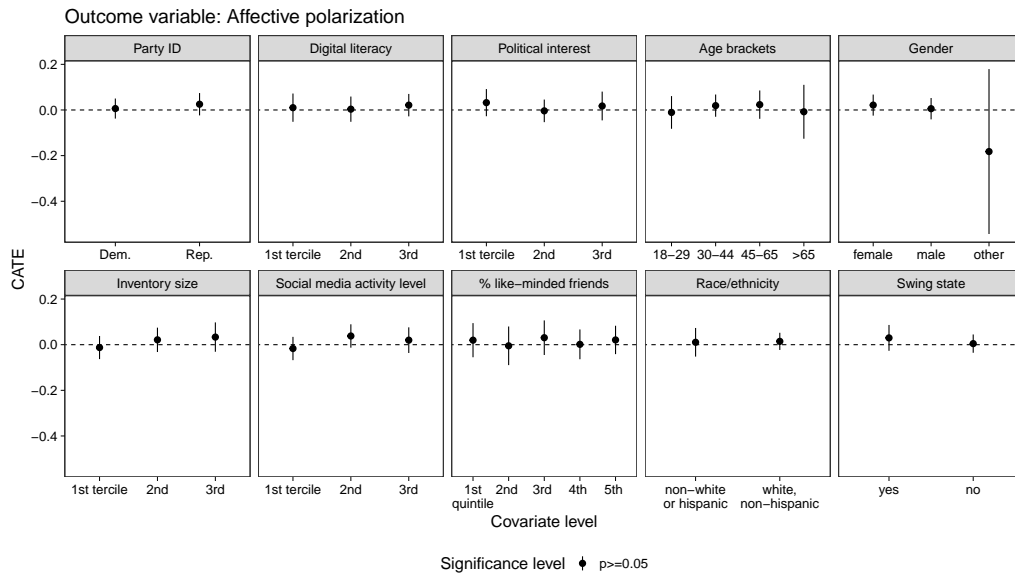 Outcome variable: Affective polarization
Party ID
Digital literacy
Political interest
Age brackets
Gender
0.2
0.0
−0.2
−0.4
Dem.
Rep.
1st tercile
2nd
3rd
1st tercile
2nd
3rd
18−29
30−44
45−65
>65
female
male
other
CATE
Inventory size
Social media activity level
% like−minded friends
Race/ethnicity
Swing state
0.2
0.0
−0.2
−0.4
1st tercile
2nd
3rd
1st tercile
2nd
3rd
1st
quintile
2nd
3rd
4th
5th
non−white
or hispanic
white,
non−hispanic
yes
no
Covariate level
Significance level
p>=0.05